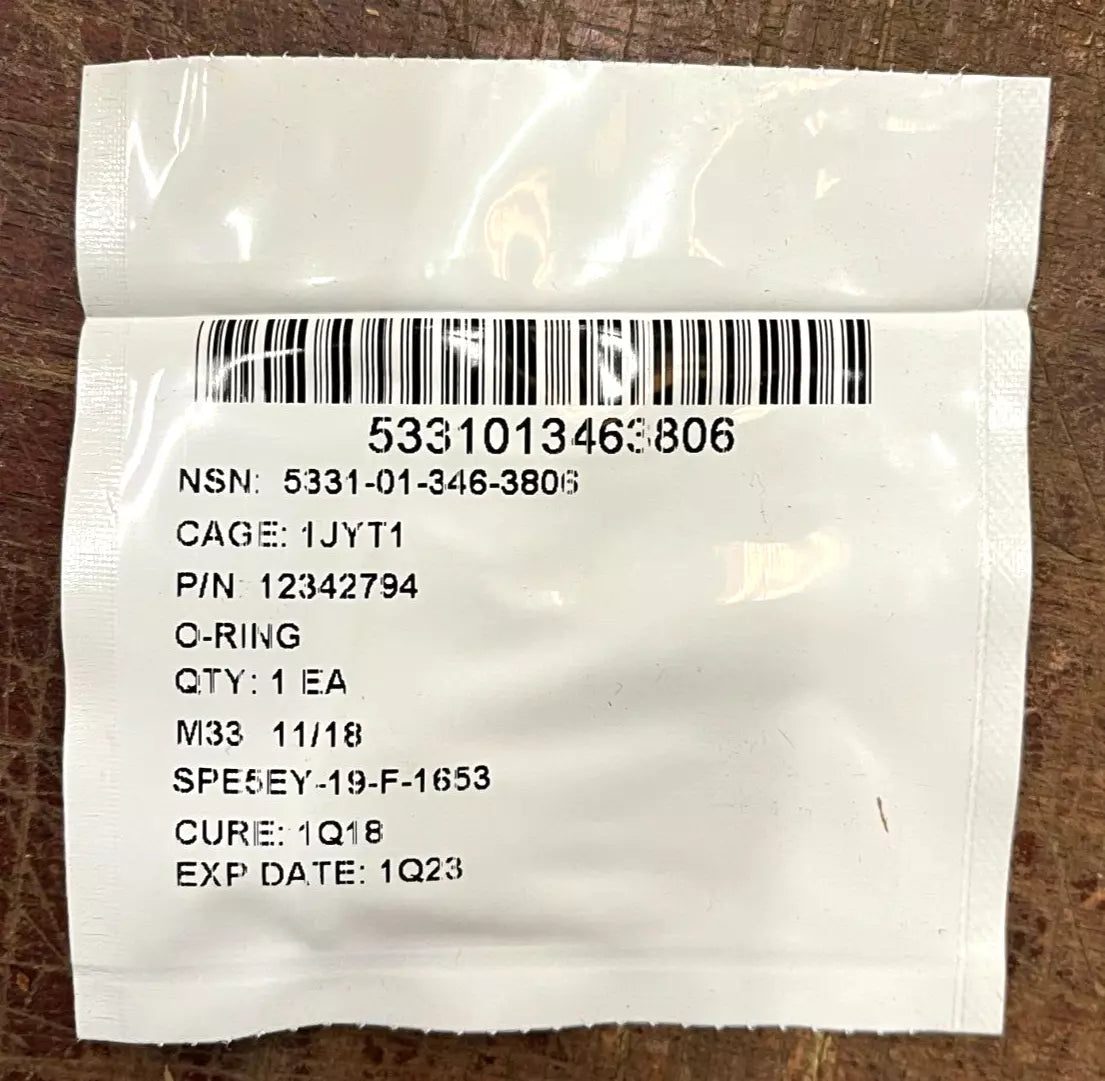 5331013463806
NSN: 5331-01-346-3806
CAGE: 1JYT1
P/N: 12342794
O-RING
QTY: 1 EA
M33 11/18
SPE5EY-19-F-1653
CURE: 1Q18
EXP DATE: 1Q23